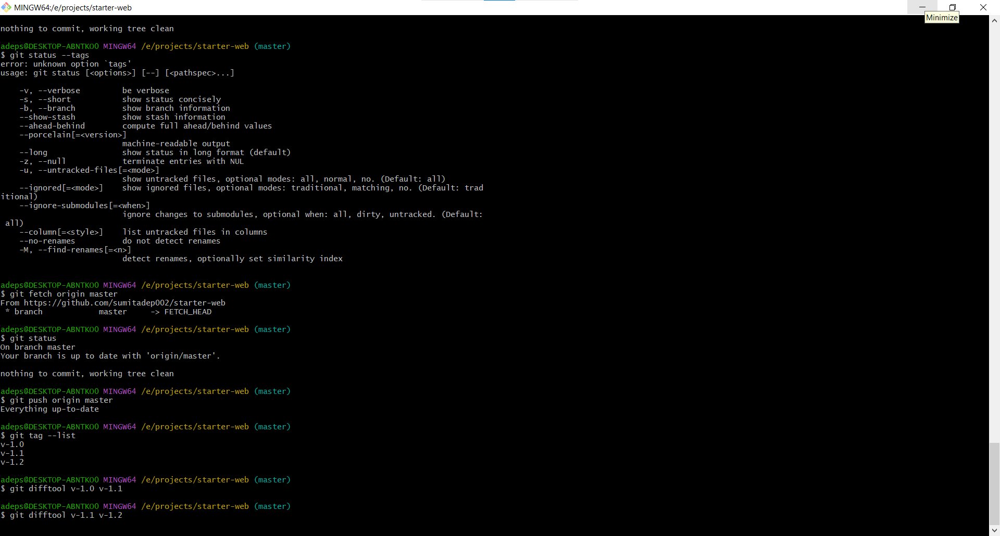 MINGW64:/e/projects/starter-web
Minimize
nothing to commit, working tree clean
adeps@DESKTOP-ABNTKO0 MINGW64 /e/projects/starter-web (master)
$ git status --tags
error: unknown option `tags'
usage: git status [<options>] [--] [<pathspec>...]
-v, --verbose be verbose
-s, --short show status concisely
-b, --branch show branch information
--show-stash show stash information
--ahead-behind compute full ahead/behind values
--porcelain[=<version>]
machine-readable output
--long show status in long format (default)
-z, --null terminate entries with NUL
-u, --untracked-files[=<mode>]
show untracked files, optional modes: all, normal, no. (Default: all)
--ignored[=<mode>] show ignored files, optional modes: traditional, matching, no. (Default: trad
itional)
--ignore-submodules[=<when>]
ignore changes to submodules, optional when: all, dirty, untracked. (Default:
all)
--column[=<style>] list untracked files in columns
--no-renames do not detect renames
-M, --find-renames[=<n>]
detect renames, optionally set similarity index
adeps@DESKTOP-ABNTKO0 MINGW64 /e/projects/starter-web (master)
$ git fetch origin master
From https://github.com/sumitadep002/starter-web
* branch master -> FETCH_HEAD
adeps@DESKTOP-ABNTKO0 MINGW64 /e/projects/starter-web (master)
$ git status
On branch master
Your branch is up to date with 'origin/master'.
nothing to commit, working tree clean
adeps@DESKTOP-ABNTKO0 MINGW64 /e/projects/starter-web (master)
$ git push origin master
Everything up-to-date
adeps@DESKTOP-ABNTKO0 MINGW64 /e/projects/starter-web (master)
$ git tag --list
v-1.0
v-1.1
v-1.2
adeps@DESKTOP-ABNTKO0 MINGW64 /e/projects/starter-web (master)
$ git difftool v-1.0 v-1.1
adeps@DESKTOP-ABNTKO0 MINGW64 /e/projects/starter-web (master)
$ git difftool v-1.1 v-1.2